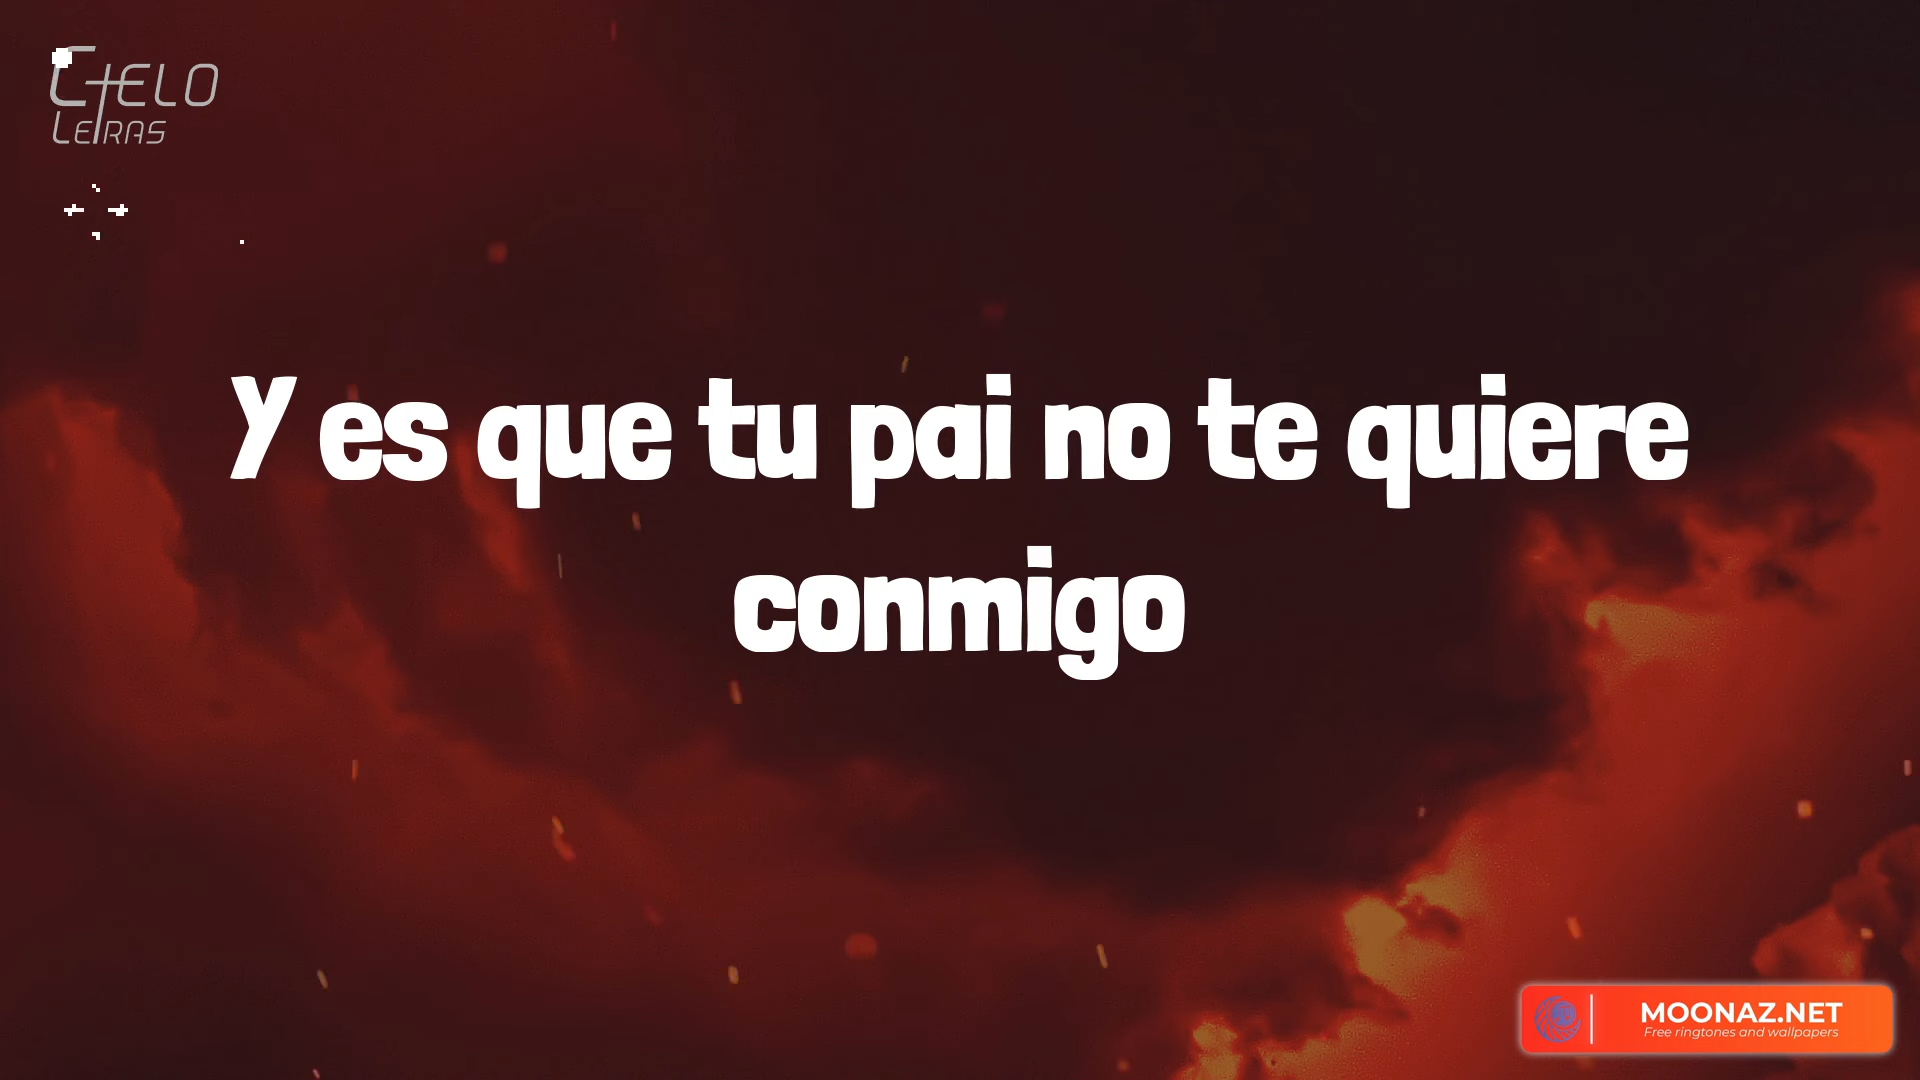 CIELO
LETRAS
Y es que tu pai no te quiere
conmigo
MOONAZ.NET
Free ringtones and wallpapers